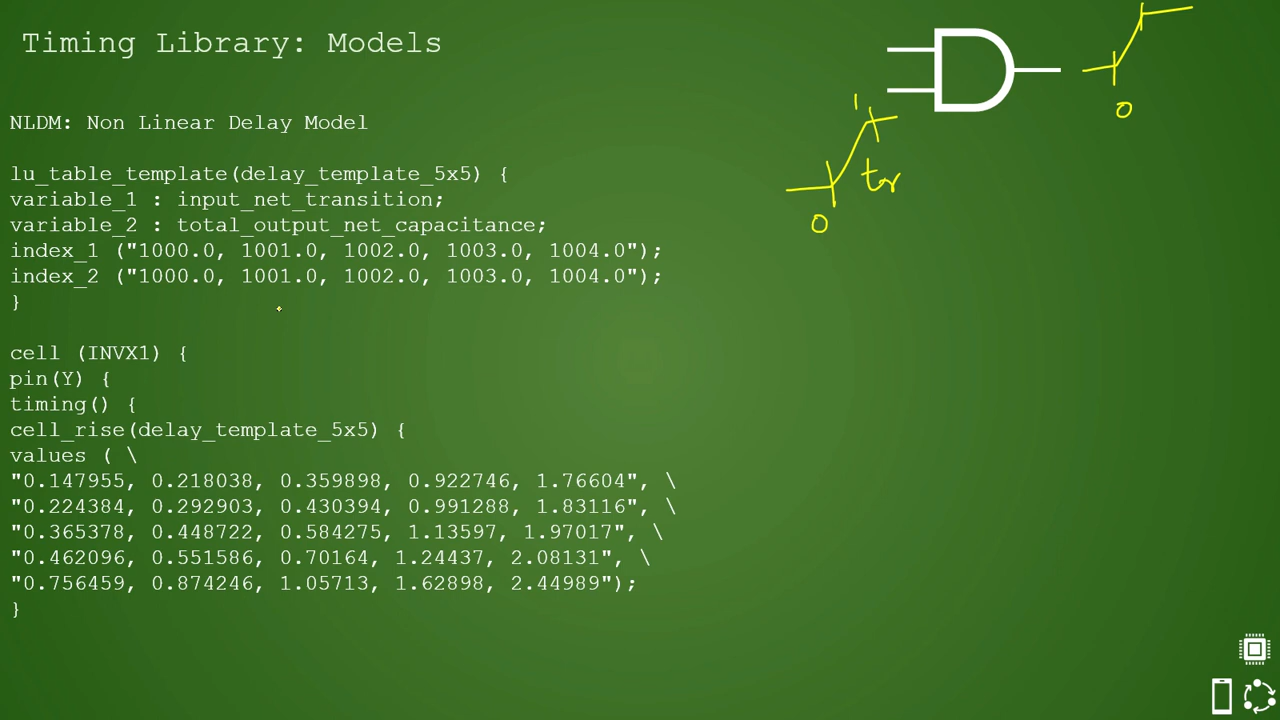 Timing Library: Models
NLDM: Non Linear Delay Model
lu_table_template(delay_template_5x5) {
variable_1 : input_net_transition;
variable_2 : total_output_net_capacitance;
index_1 ("1000.0, 1001.0, 1002.0, 1003.0, 1004.0");
index_2 ("1000.0, 1001.0, 1002.0, 1003.0, 1004.0");
}
cell (INVX1) {
pin(Y) {
timing() {
cell_rise(delay_template_5x5) {
values ( \
"0.147955, 0.218038, 0.359898, 0.922746, 1.76604", \
"0.224384, 0.292903, 0.430394, 0.991288, 1.83116", \
"0.365378, 0.448722, 0.584275, 1.13597, 1.97017", \
"0.462096, 0.551586, 0.70164, 1.24437, 2.08131", \
"0.756459, 0.874246, 1.05713, 1.62898, 2.44989");
}
0
1
tr
0